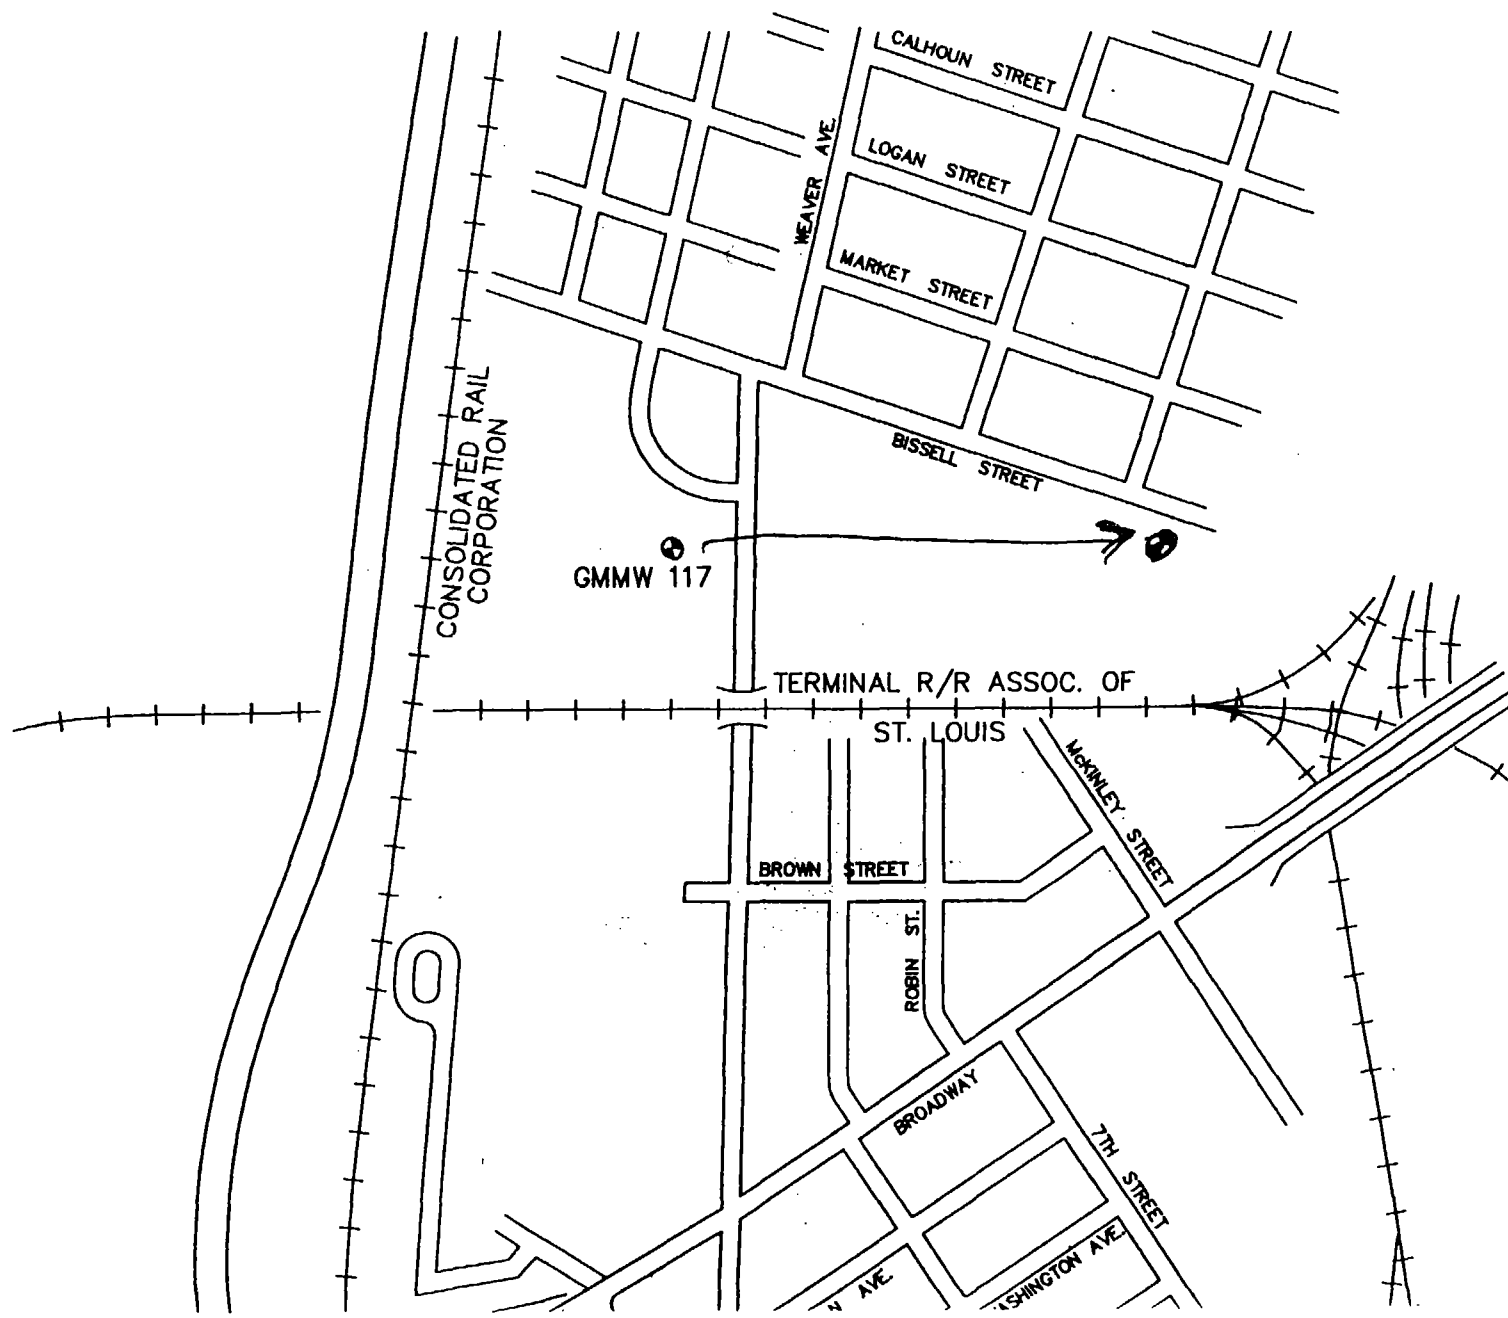 CALHOUN STREET
WEAVER AVE.
LOGAN STREET
MARKET STREET
BISSELL STREET
CONSOLIDATED RAIL
CORPORATION
GMMW 117
TERMINAL R/R ASSOC. OF
ST. LOUIS
McKINLEY STREET
BROWN STREET
ROBIN ST.
BROADWAY
7TH STREET
N AVE.
ASHINGTON AVE.